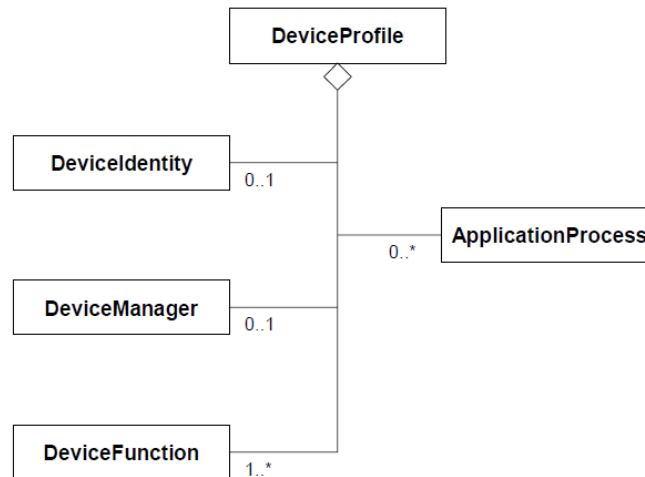 DeviceProfile
DeviceIdentity
0..1
ApplicationProcess
0..*
DeviceManager
0..1
DeviceFunction
1..*